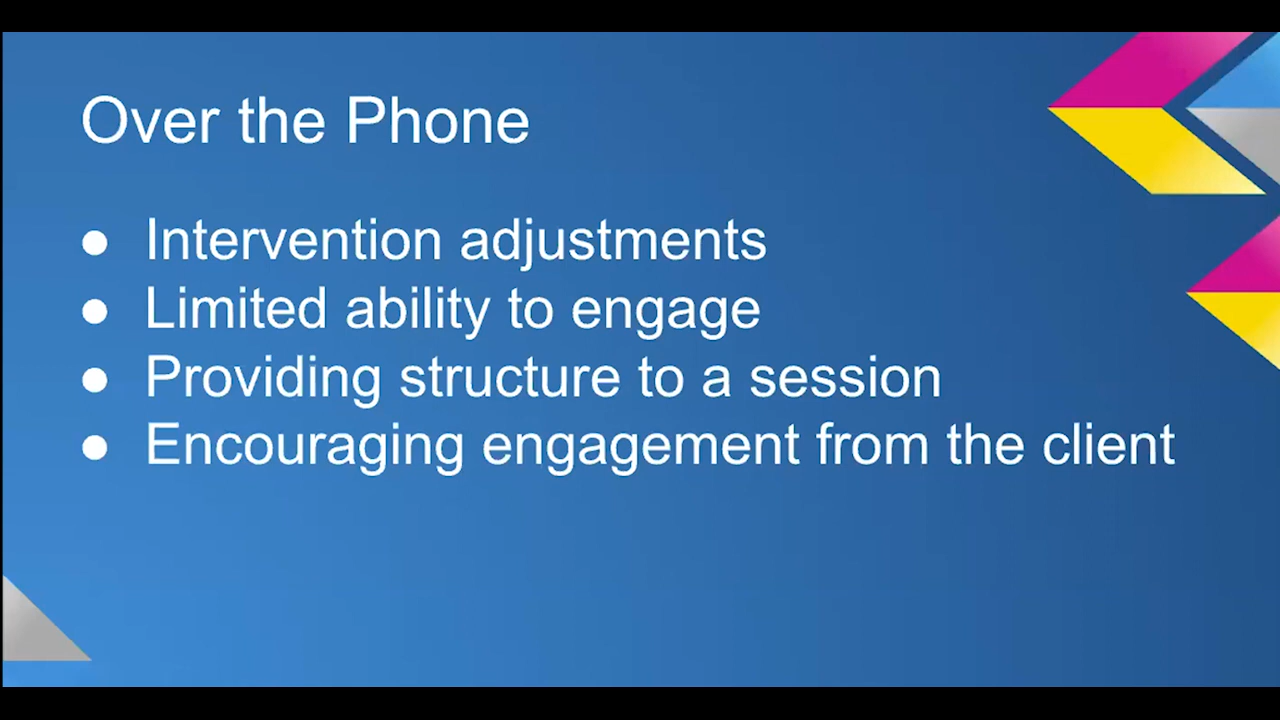 Over the Phone
● Intervention adjustments
● Limited ability to engage
● Providing structure to a session
● Encouraging engagement from the client